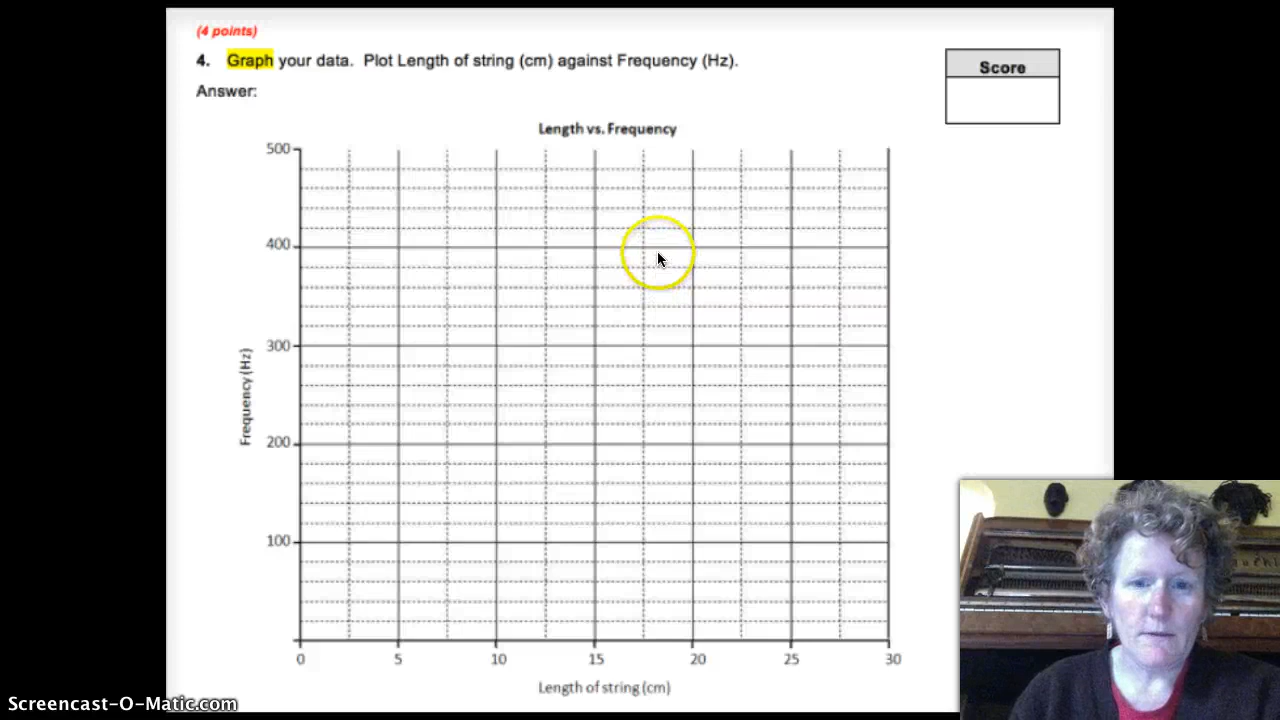 (4 points)
4. Graph your data. Plot Length of string (cm) against Frequency (Hz).
Score
Answer:
Length vs. Frequency
500
400
300
200
100
Frequency (Hz)
0 5 10 15 20 25 30
Length of string (cm)
Screencast-O-Matic.com